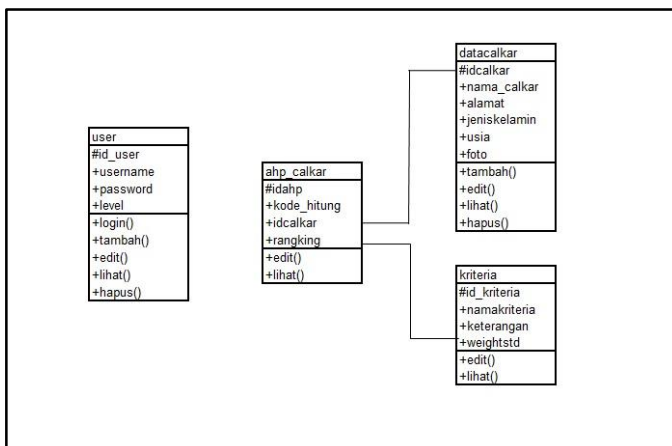 user
#id_user
+username
+password
+level
+login()
+tambah()
+edit()
+lihat()
+hapus()
ahp_calkar
#idahp
+kode_hitung
+idcalkar
+rangking
+edit()
+lihat()
datacalkar
#idcalkar
+nama_calkar
+alamat
+jeniskelamin
+usia
+foto
+tambah()
+edit()
+lihat()
+hapus()
kriteria
#id_kriteria
+namakriteria
+keterangan
+weightstd
+edit()
+lihat()